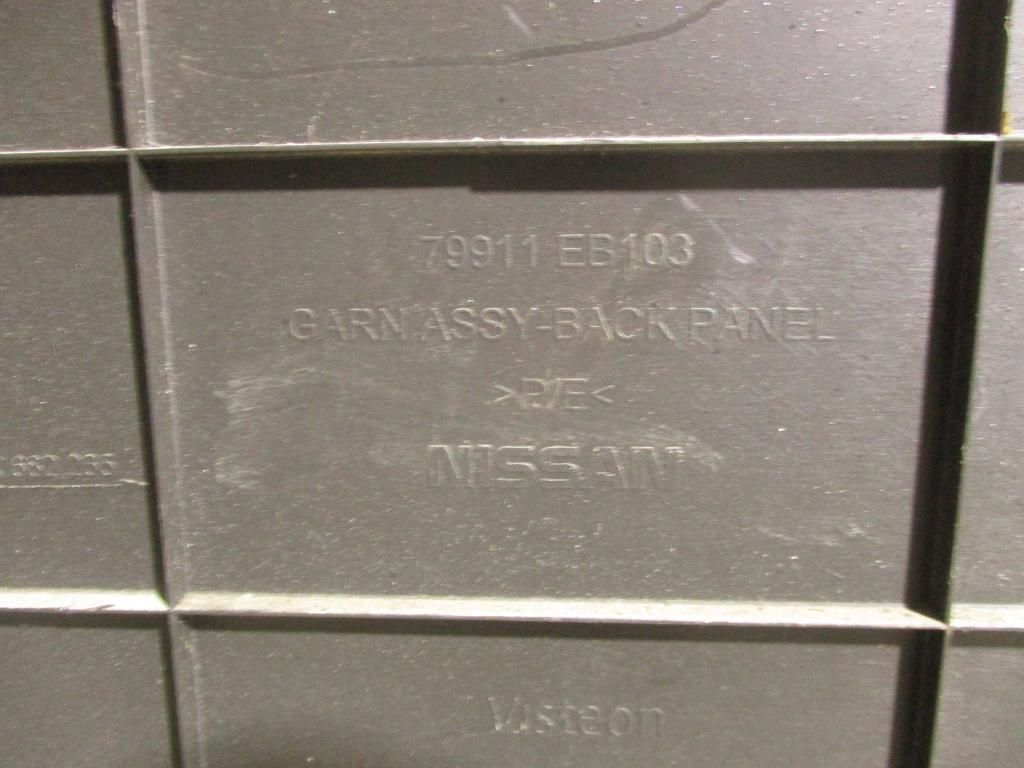 79911 EB103
GARN ASSY-BACK PANEL
>P/E<
NISSAN
Visteon